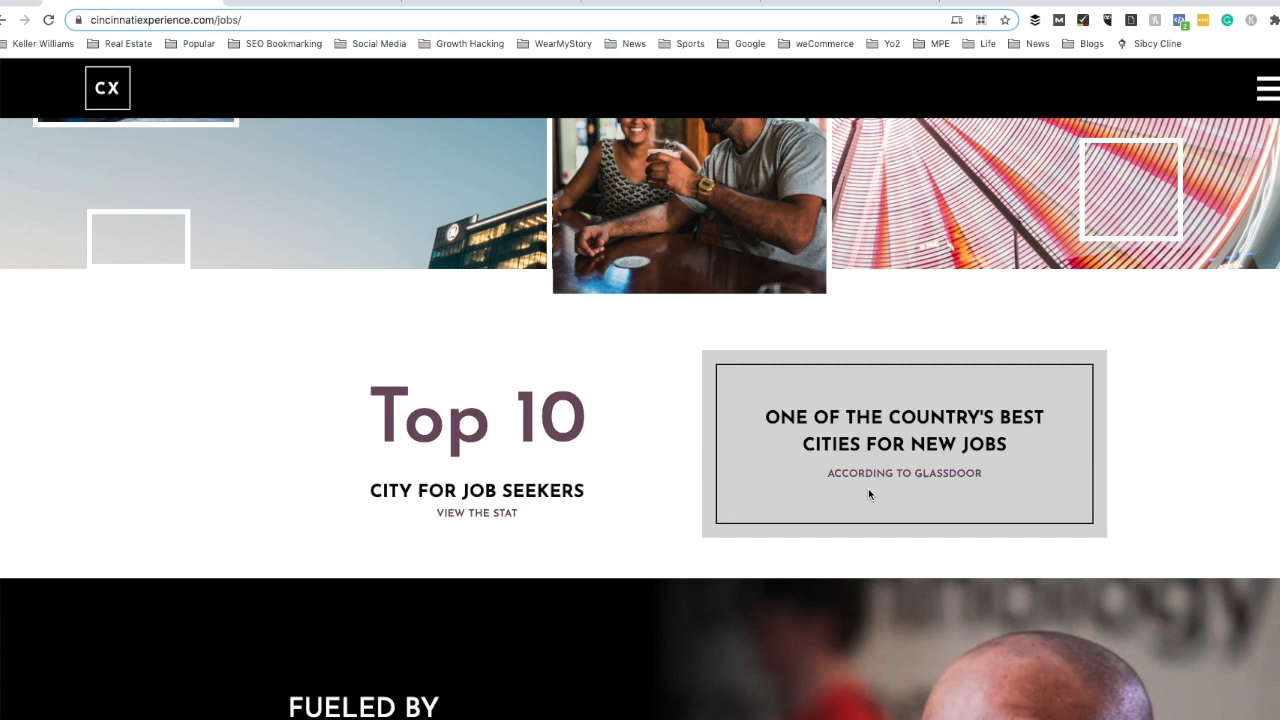 cincinnatiexperience.com/jobs/
Keller Williams Real Estate Popular SEO Bookmarking Social Media Growth Hacking WearMyStory News Sports Google weCommerce Yo2 MPE Life News Blogs Sibcy Cline
CX
Top 10
CITY FOR JOB SEEKERS
VIEW THE STAT
ONE OF THE COUNTRY'S BEST
CITIES FOR NEW JOBS
ACCORDING TO GLASSDOOR
FUELED BY